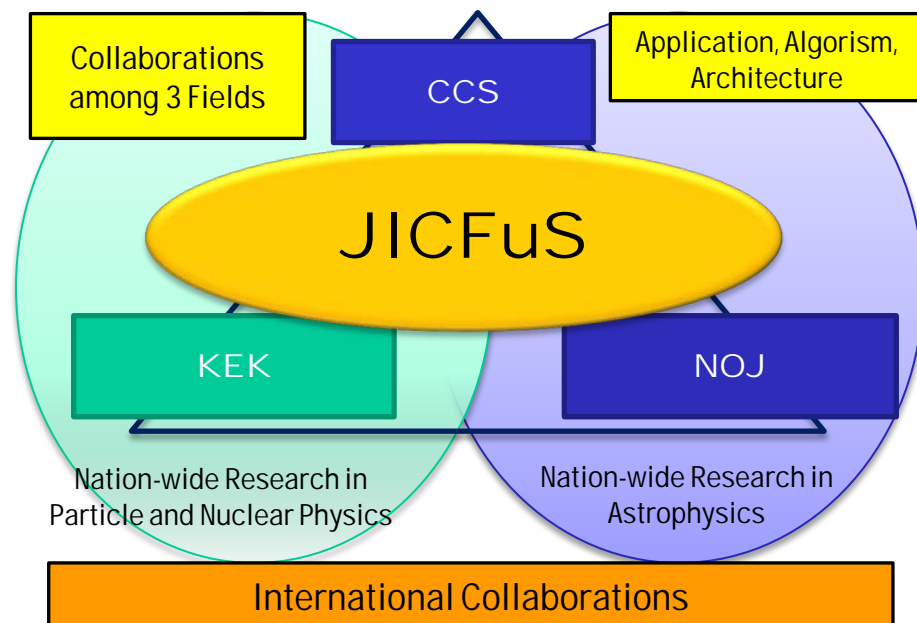 Collaborations
among 3 Fields
CCS
Application, Algorism,
Architecture
JICFuS
KEK
NOJ
Nation-wide Research in
Particle and Nuclear Physics
Nation-wide Research in
Astrophysics
International Collaborations